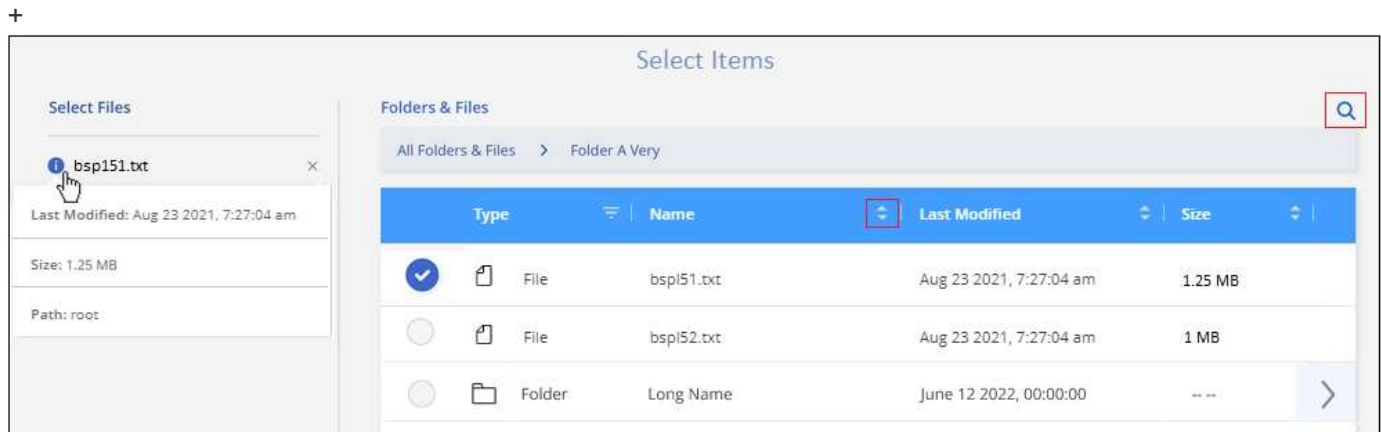 +
Select Items
Select Files
bsp151.txt
Last Modified: Aug 23 2021, 7:27:04 am
Size: 1.25 MB
Path: root
Folders & Files
All Folders & Files > Folder A Very
Type Name Last Modified Size
File bspl51.txt Aug 23 2021, 7:27:04 am 1.25 MB
File bspl52.txt Aug 23 2021, 7:27:04 am 1 MB
Folder Long Name June 12 2022, 00:00:00 -- --